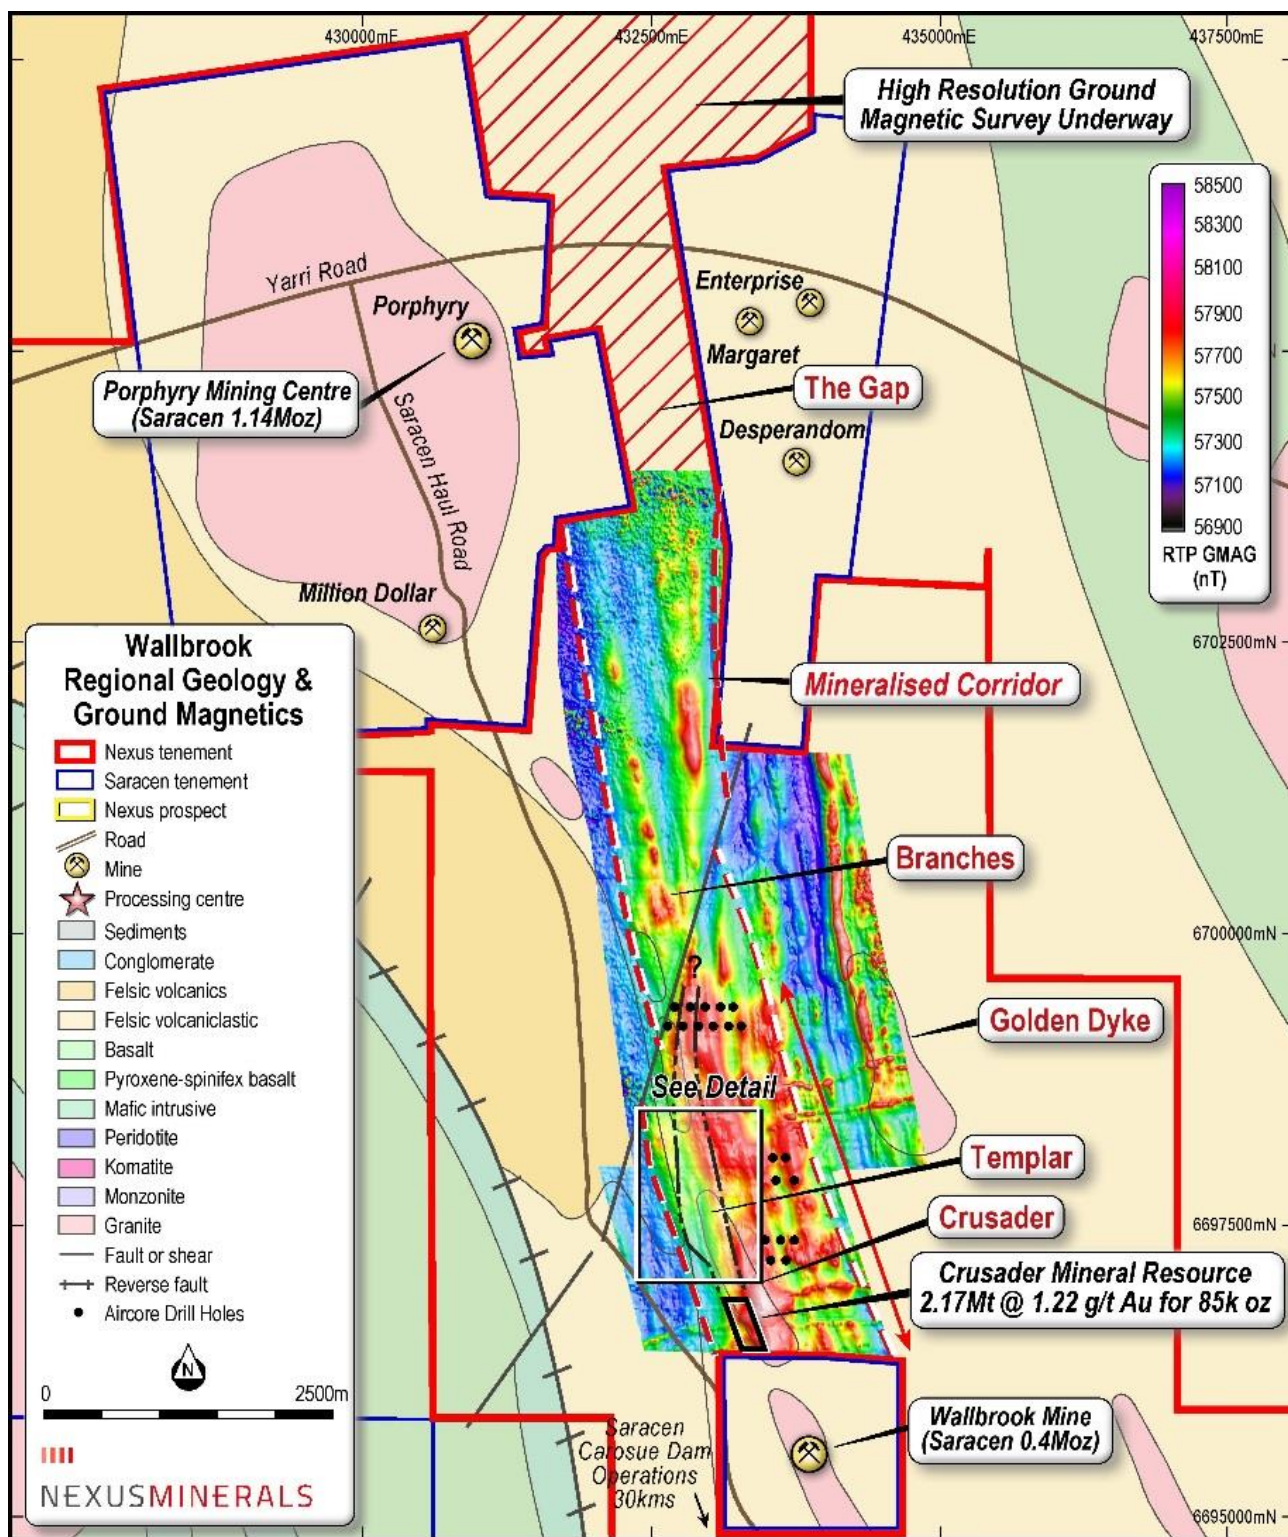 430000mE
432500mE
435000mE
437500mE
High Resolution Ground
Magnetic Survey Underway
58500
58300
58100
57900
57700
57500
57300
57100
56900
RTP GMAG
(nT)
Yarri Road
Porphyry
Enterprise
Margaret
Porphyry Mining Centre
(Saracen 1.14Moz)
The Gap
Saracen Haul Road
Desperandom
Million Dollar
6702500mN
Mineralised Corridor
Wallbrook
Regional Geology &
Ground Magnetics
Nexus tenement
Saracen tenement
Nexus prospect
Road
Mine
Processing centre
Sediments
Conglomerate
Felsic volcanics
Felsic volcaniclastic
Basalt
Pyroxene-spinifex basalt
Mafic intrusive
Peridotite
Komatite
Monzonite
Granite
Fault or shear
Reverse fault
Aircore Drill Holes
N
0 2500m
NEXUSMINERALS
Branches
6700000mN
?
Golden Dyke
See Detail
Templar
Crusader
6697500mN
Crusader Mineral Resource
2.17Mt @ 1.22 g/t Au for 85k oz
Wallbrook Mine
(Saracen 0.4Moz)
Saracen
Carosue Dam
Operations
30kms
6695000mN